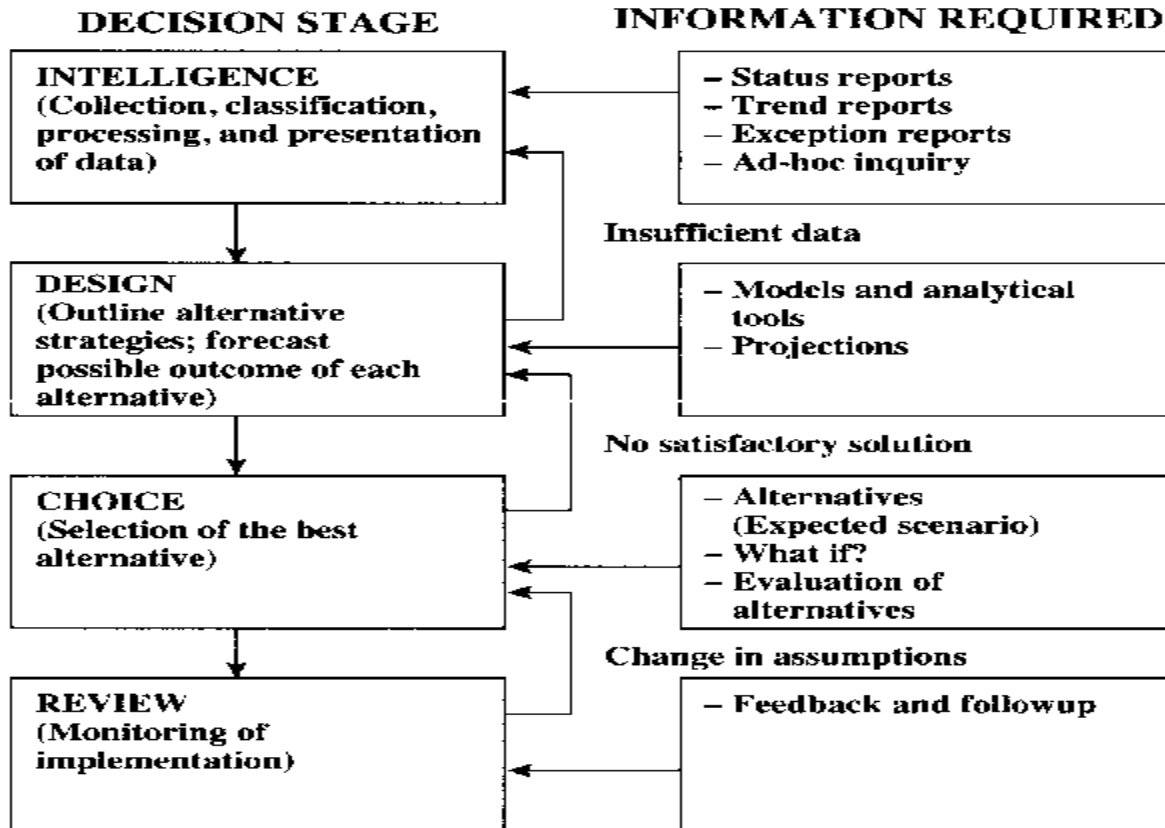 DECISION STAGE
INFORMATION REQUIRED
INTELLIGENCE
(Collection, classification,
processing, and presentation
of data)
– Status reports
– Trend reports
– Exception reports
– Ad-hoc inquiry
Insufficient data
DESIGN
(Outline alternative
strategies; forecast
possible outcome of each
alternative)
– Models and analytical
tools
– Projections
No satisfactory solution
CHOICE
(Selection of the best
alternative)
– Alternatives
(Expected scenario)
– What if?
– Evaluation of
alternatives
Change in assumptions
REVIEW
(Monitoring of
implementation)
– Feedback and followup